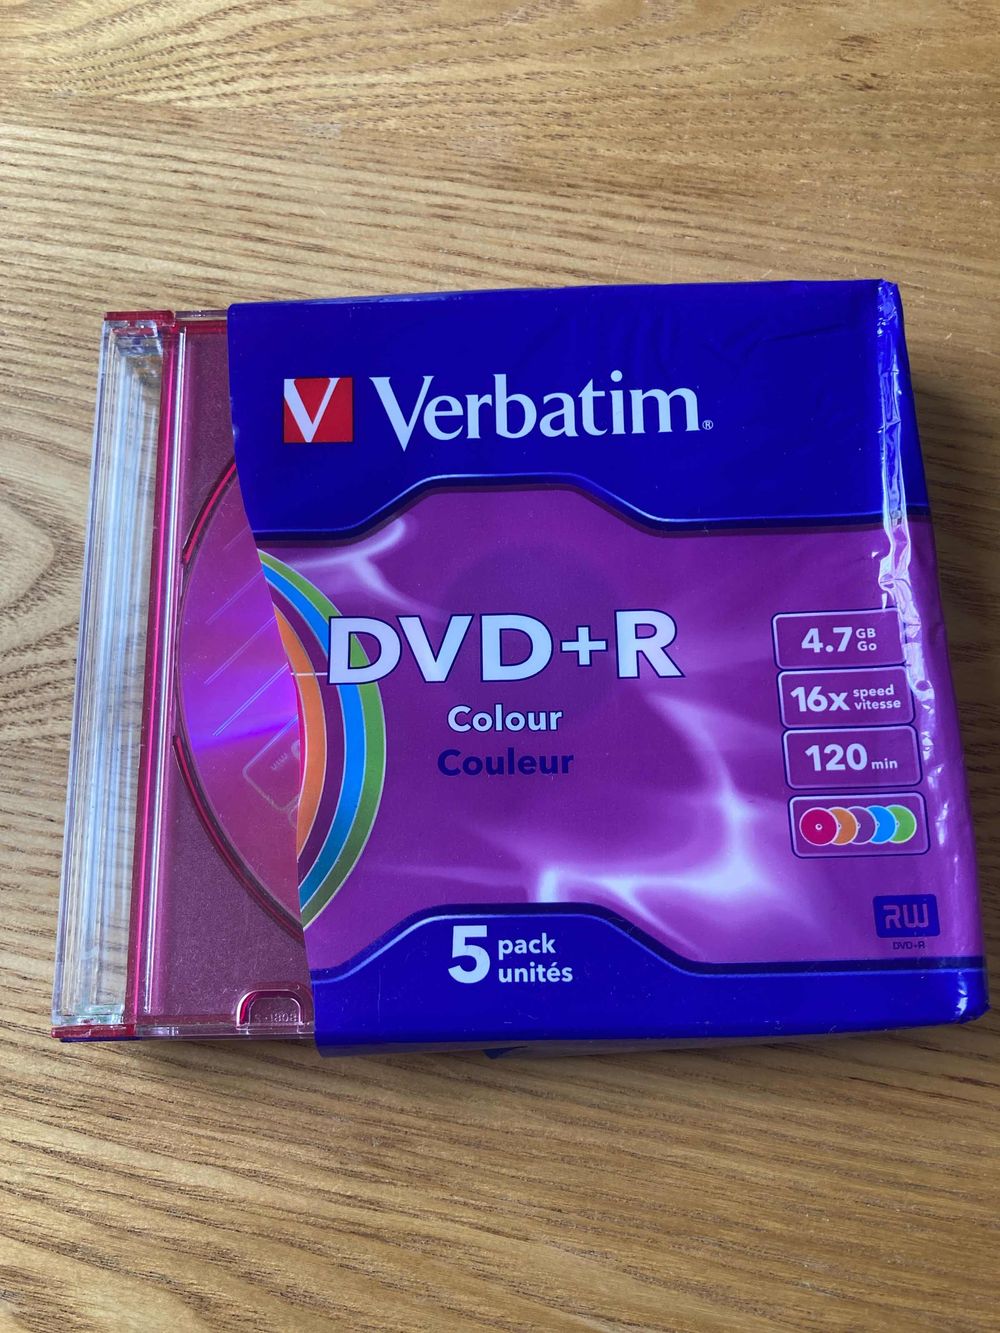 Verbatim®
DVD+R
Colour
Couleur
4.7 GB
Go
16x speed
vitesse
120 min
5 pack
unités
RW
DVD+R